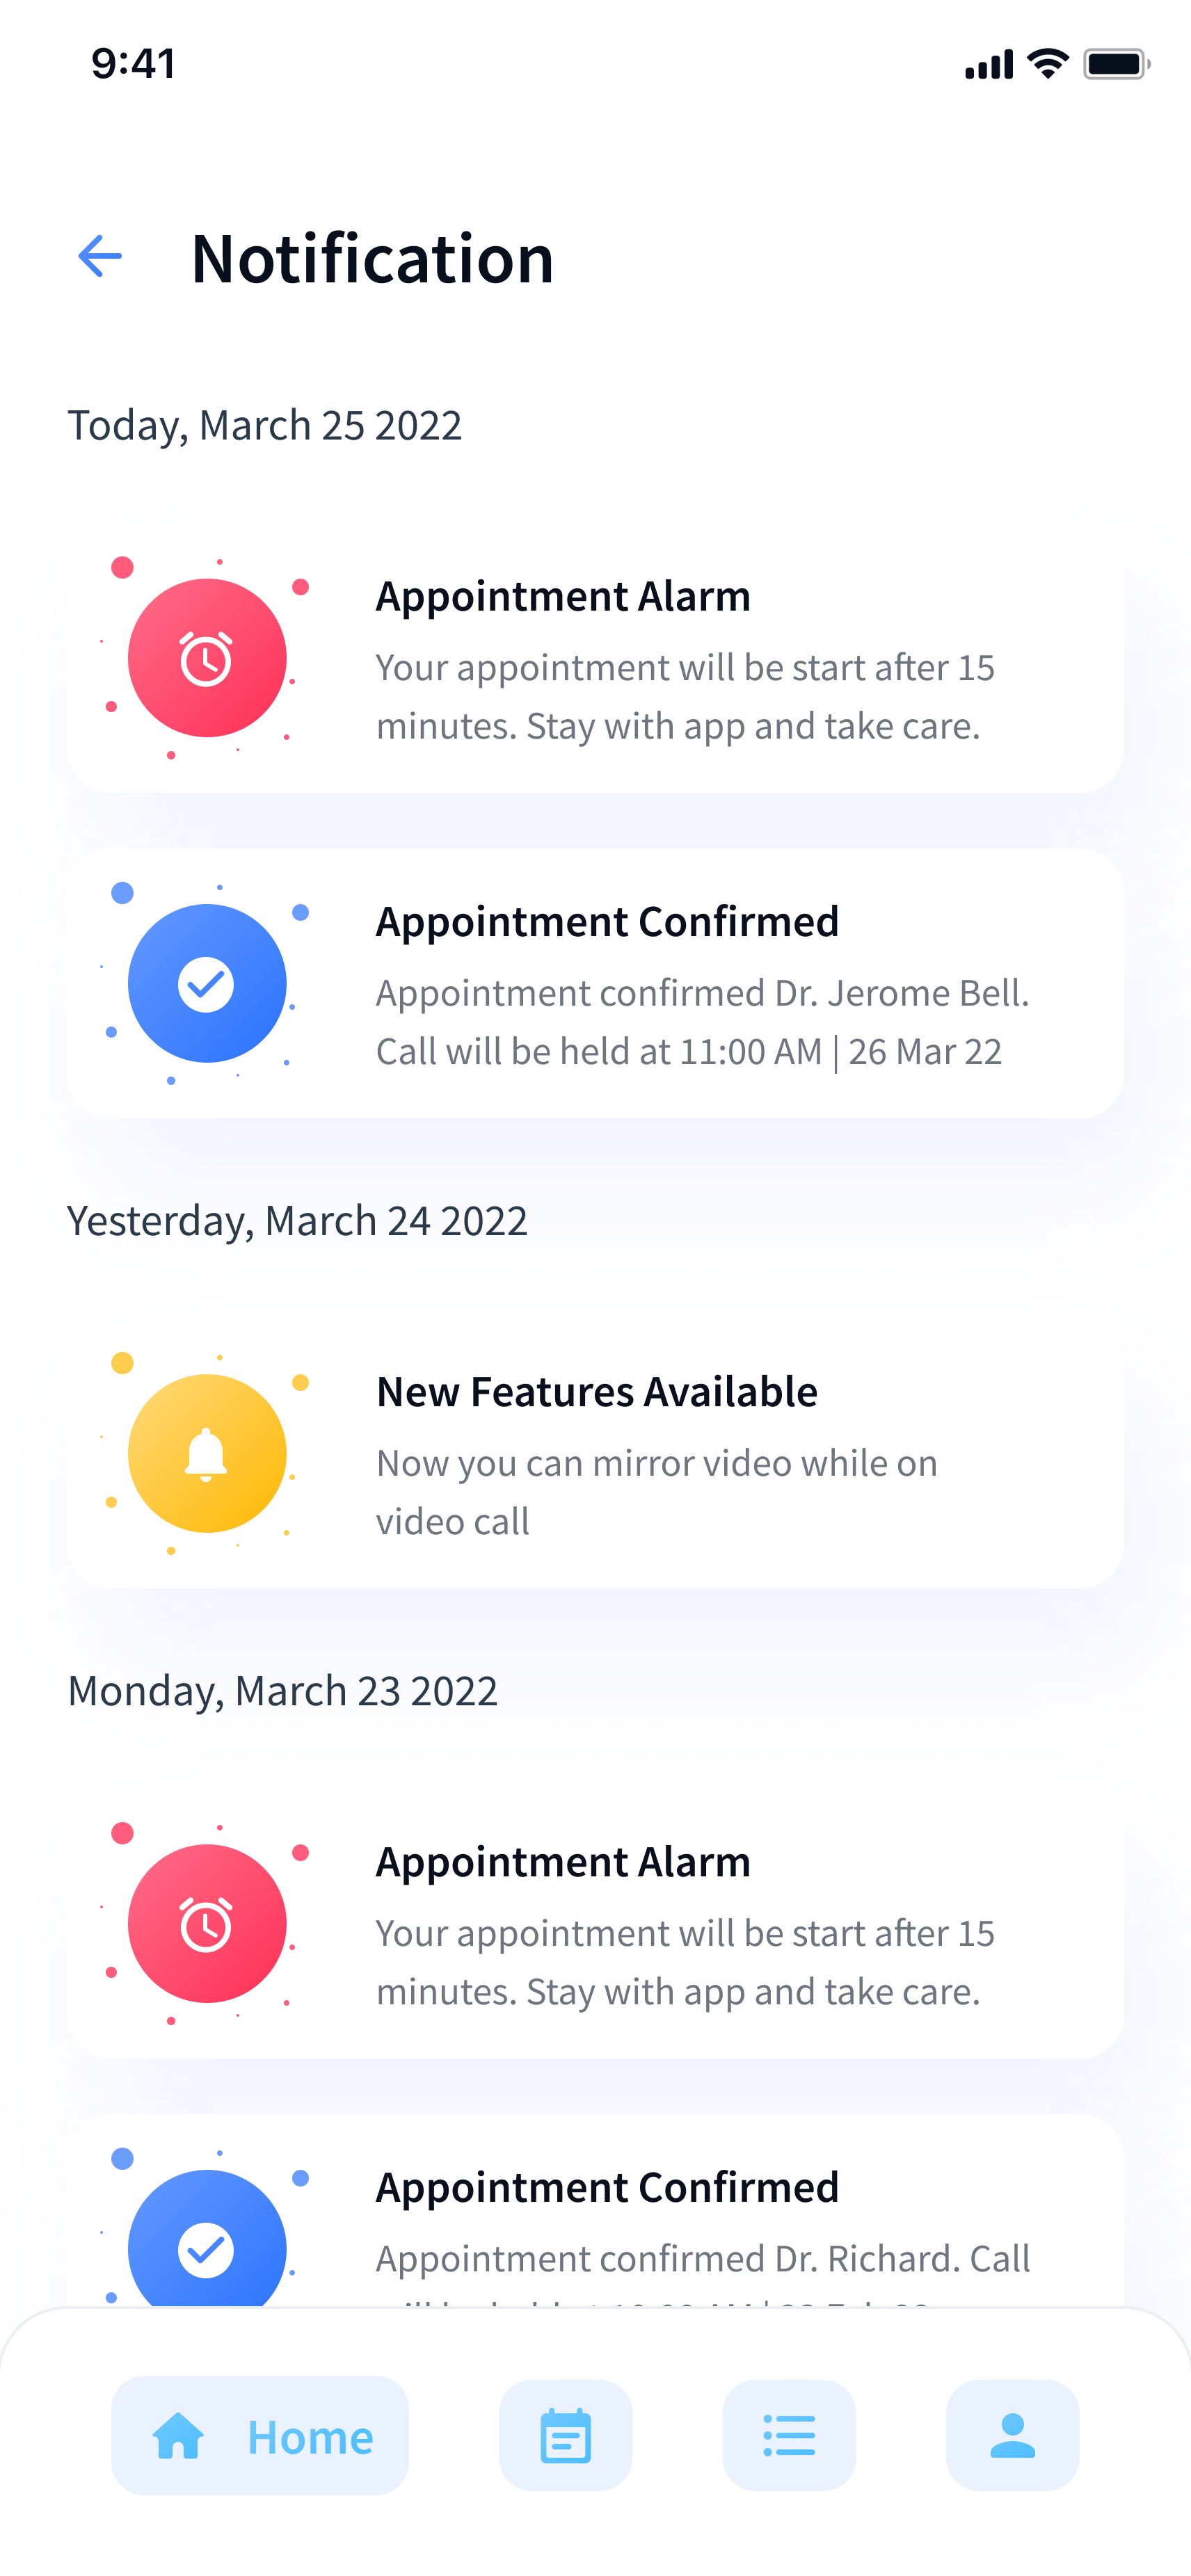 9:41
Notification
Today, March 25 2022
Appointment Alarm
Your appointment will be start after 15
minutes. Stay with app and take care.
Appointment Confirmed
Appointment confirmed Dr. Jerome Bell.
Call will be held at 11:00 AM | 26 Mar 22
Yesterday, March 24 2022
New Features Available
Now you can mirror video while on
video call
Monday, March 23 2022
Appointment Alarm
Your appointment will be start after 15
minutes. Stay with app and take care.
Appointment Confirmed
Appointment confirmed Dr. Richard. Call
Home